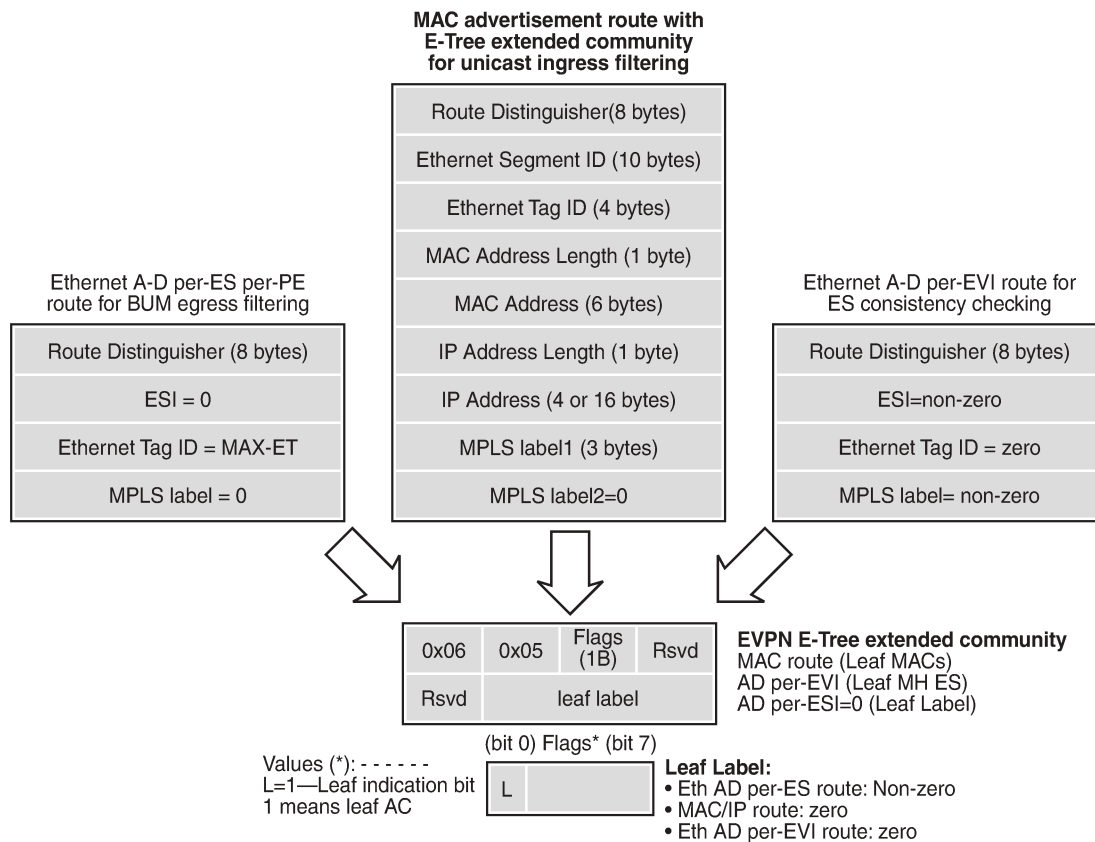 MAC advertisement route with
E-Tree extended community
for unicast ingress filtering
Route Distinguisher(8 bytes)
Ethernet Segment ID (10 bytes)
Ethernet Tag ID (4 bytes)
MAC Address Length (1 byte)
MAC Address (6 bytes)
IP Address Length (1 byte)
IP Address (4 or 16 bytes)
MPLS label1 (3 bytes)
MPLS label2=0
Ethernet A-D per-ES per-PE
route for BUM egress filtering
Route Distinguisher (8 bytes)
ESI = 0
Ethernet Tag ID = MAX-ET
MPLS label = 0
Ethernet A-D per-EVI route for
ES consistency checking
Route Distinguisher (8 bytes)
ESI=non-zero
Ethernet Tag ID = zero
MPLS label= non-zero
0x06
0x05
Flags
(1B)
Rsvd
Rsvd
leaf label
EVPN E-Tree extended community
MAC route (Leaf MACs)
AD per-EVI (Leaf MH ES)
AD per-ESI=0 (Leaf Label)
(bit 0) Flags* (bit 7)
Values (*): - - - - - -
L=1—Leaf indication bit
1 means leaf AC
L
Leaf Label:
• Eth AD per-ES route: Non-zero
• MAC/IP route: zero
• Eth AD per-EVI route: zero